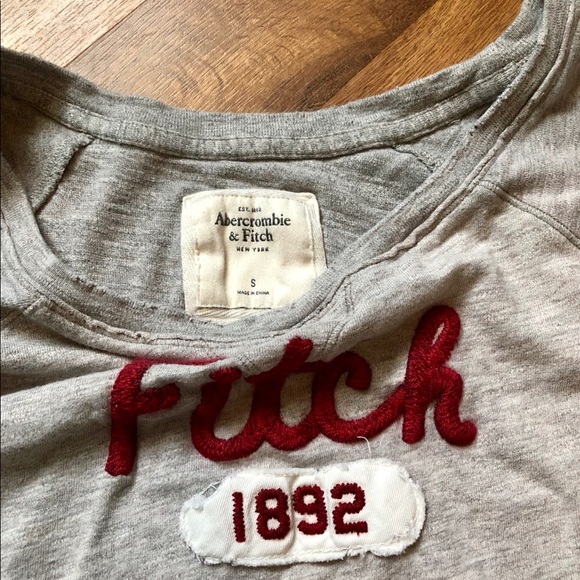 EST. 1892
Abercrombie
& Fitch
NEW YORK
S
MADE IN CHINA
Fitch
1892